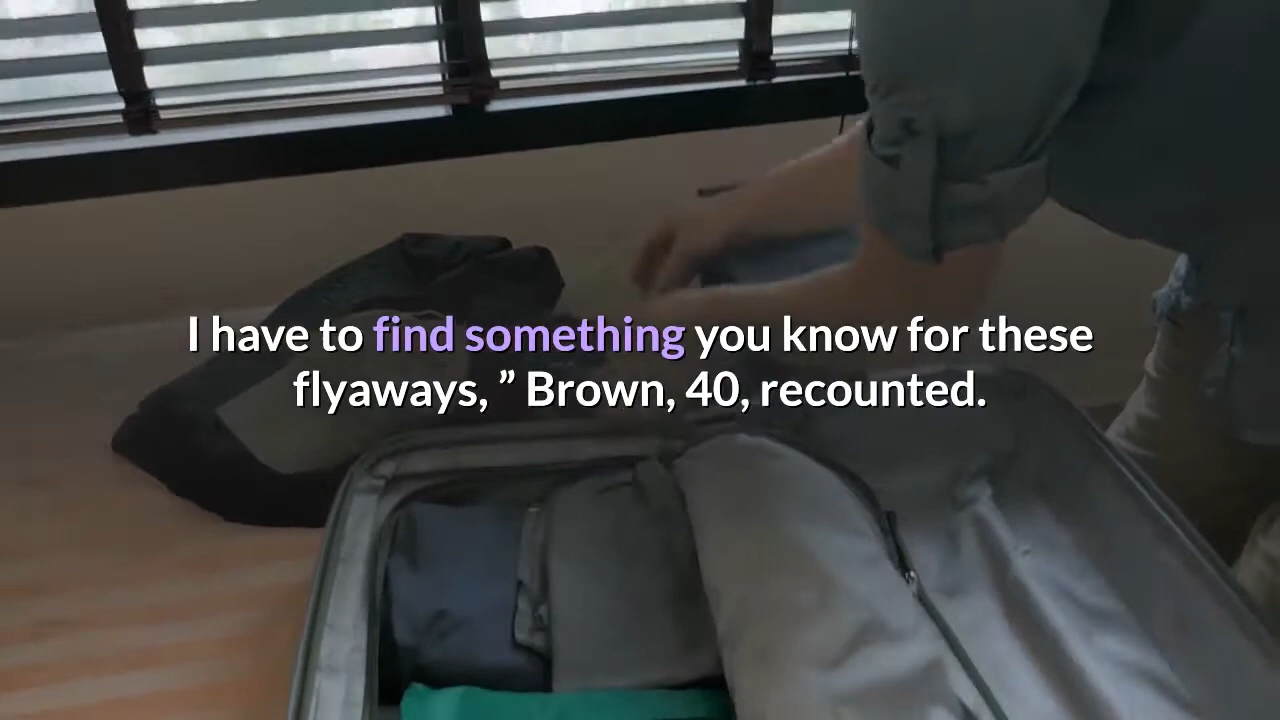 I have to find something you know for these
flyaways, ” Brown, 40, recounted.